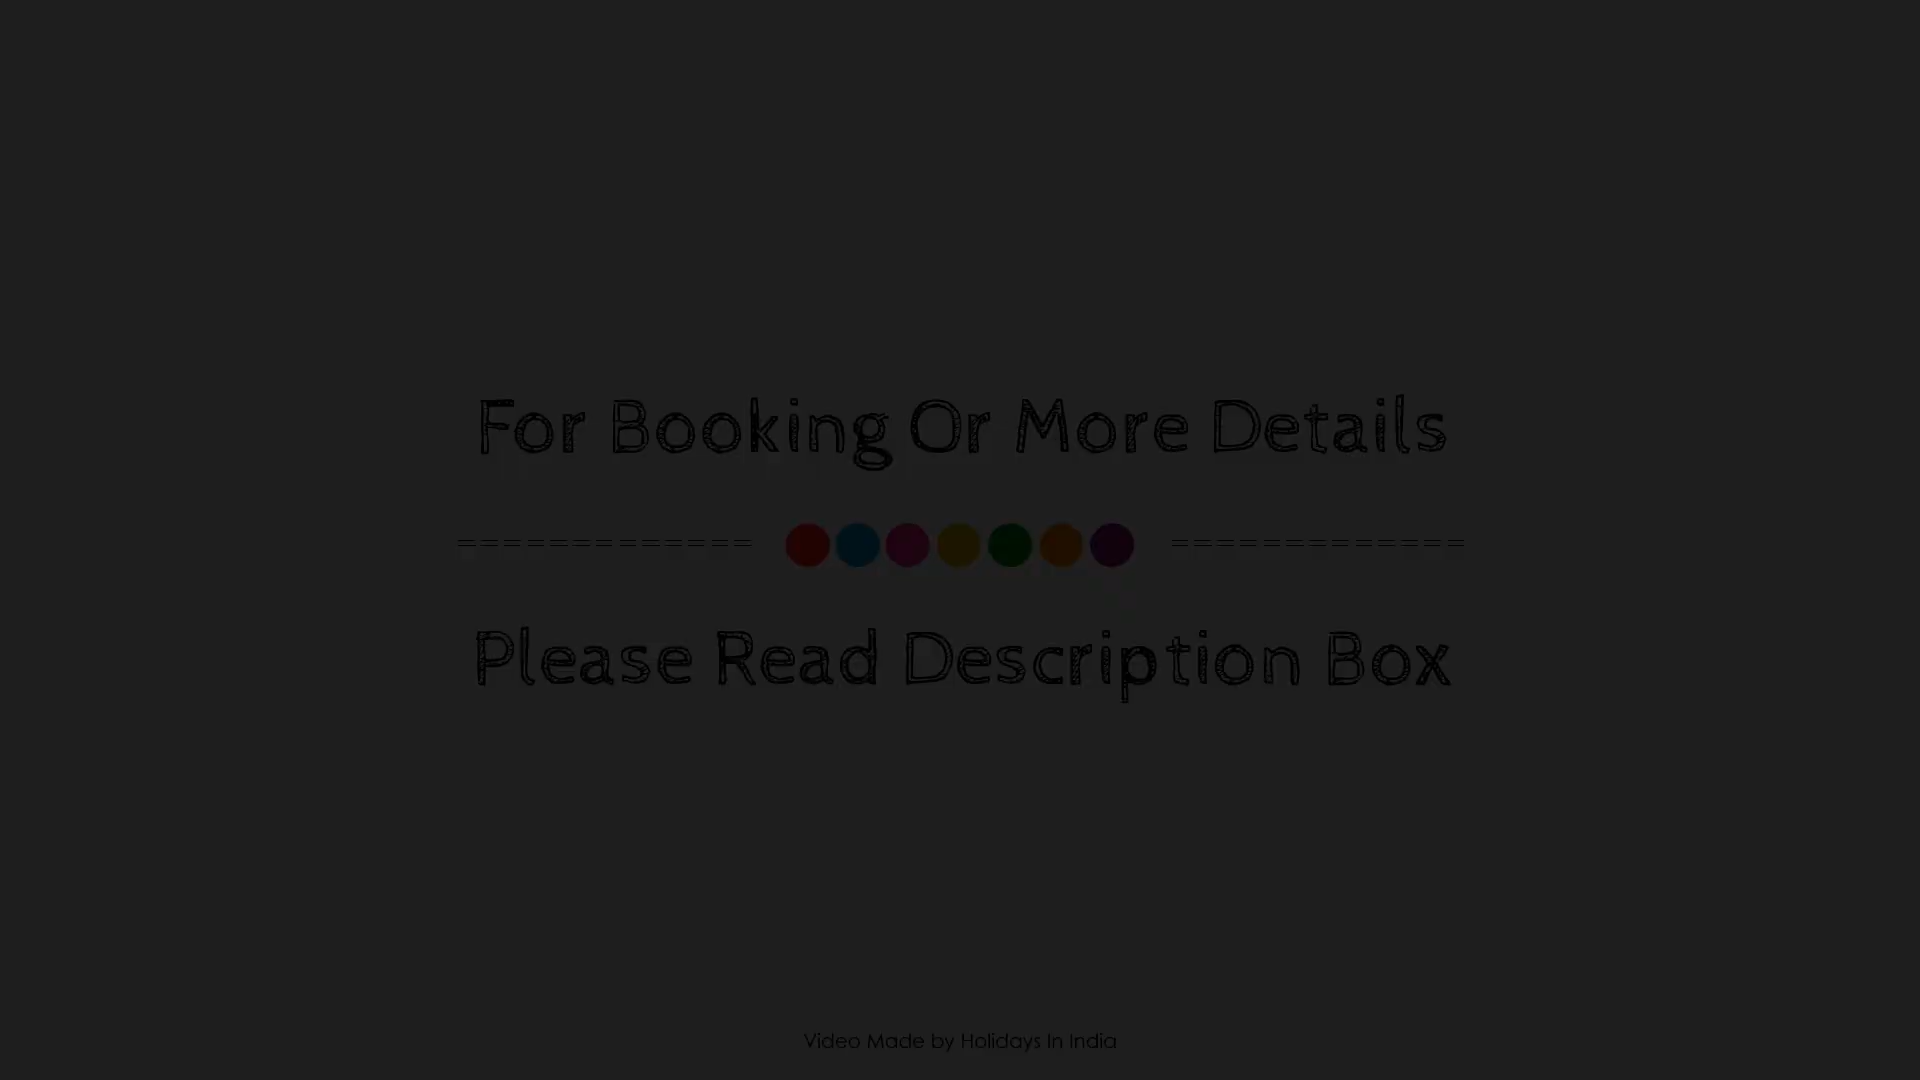 For Booking Or More Details
============= =============
Please Read Description Box
Video Made by Holidays In India